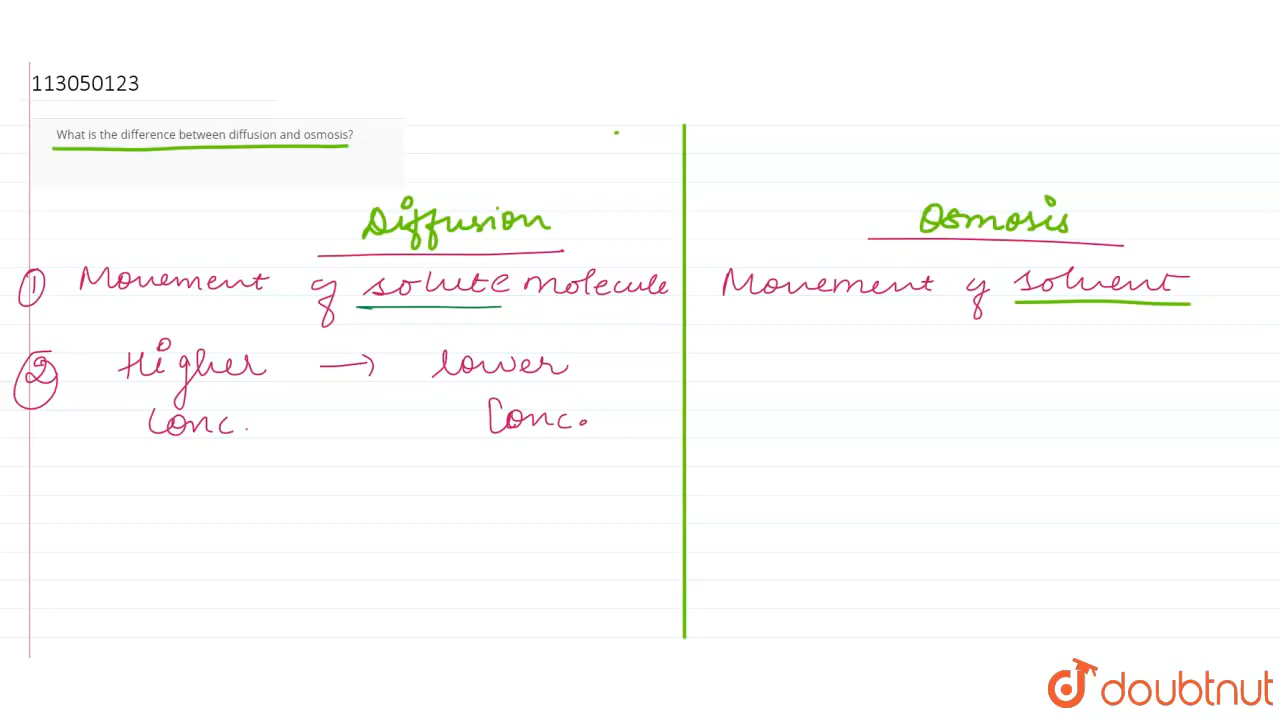 113050123
What is the difference between diffusion and osmosis?
Diffusion
Osmosis
① Movement of solute molecule
Movement of solvent
② Higher → lower
Conc. Conc.
doubtnut